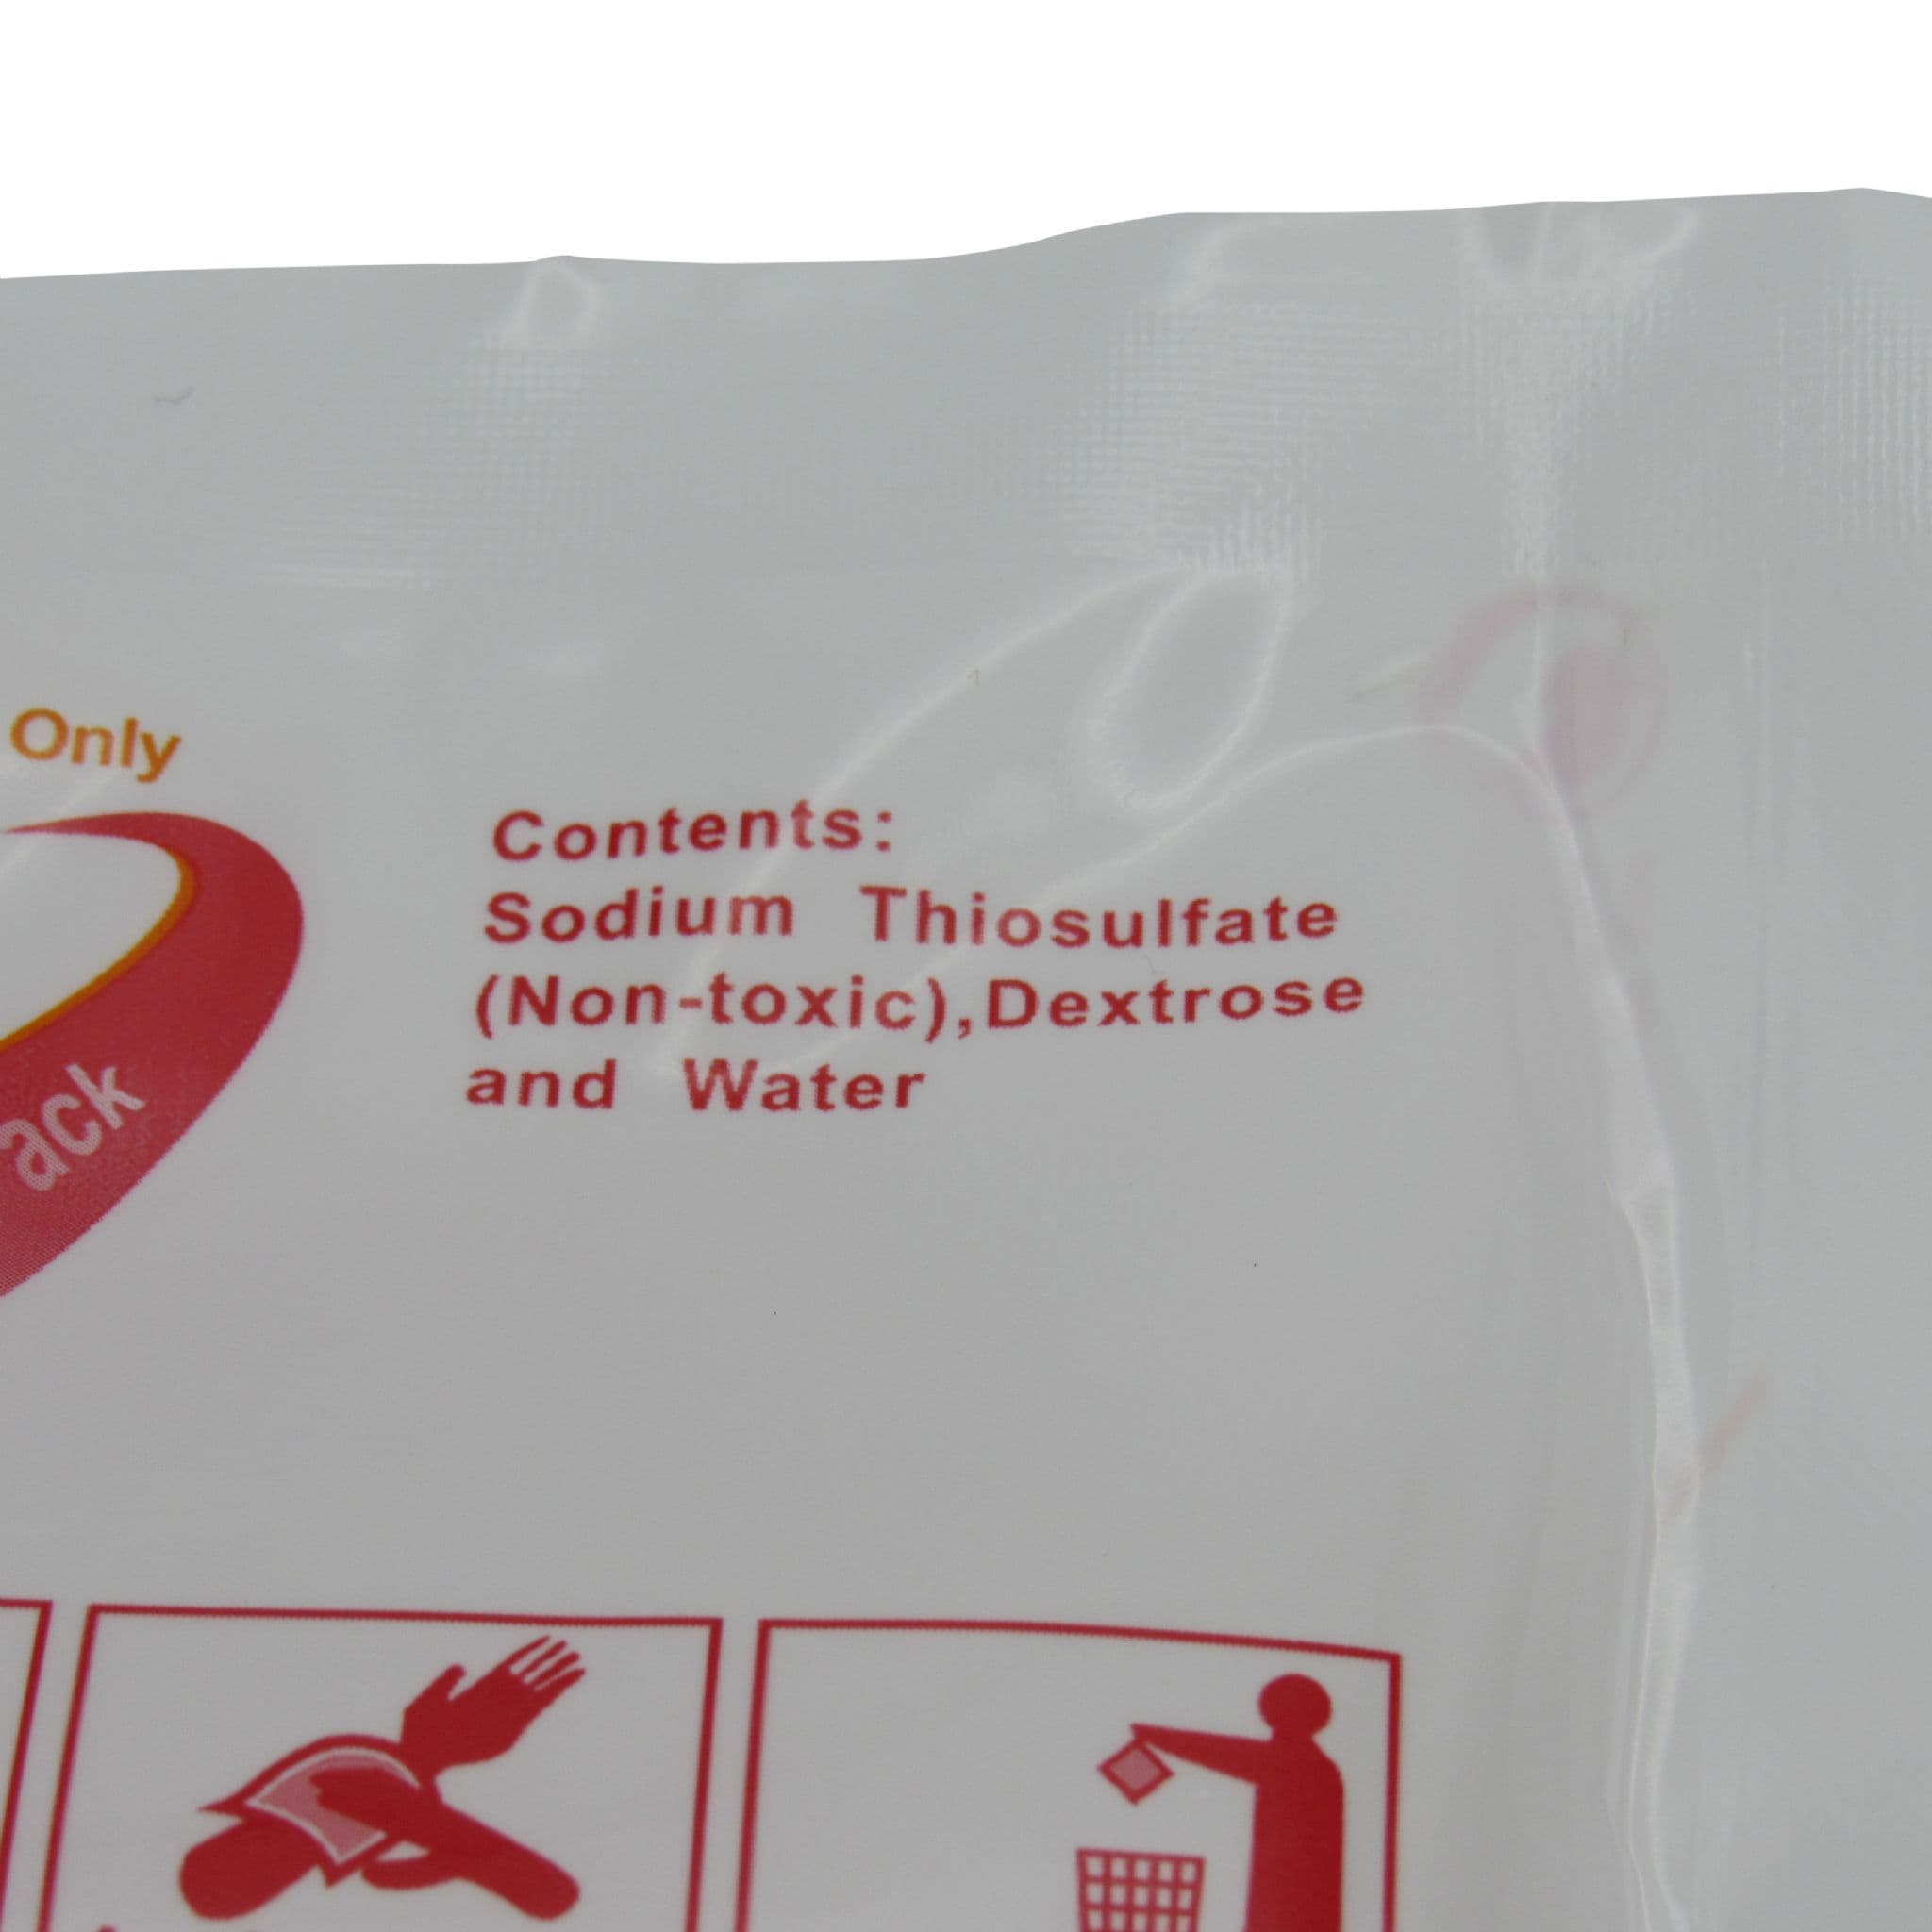 Only
ack
Contents:
Sodium Thiosulfate
(Non-toxic),Dextrose
and Water